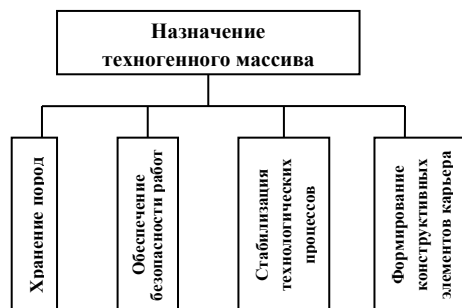 Назначение
техногенного массива
Хранение пород
Обеспечение
безопасности работ
Стабилизация
технологических
процессов
Формирование
конструктивных
элементов карьера